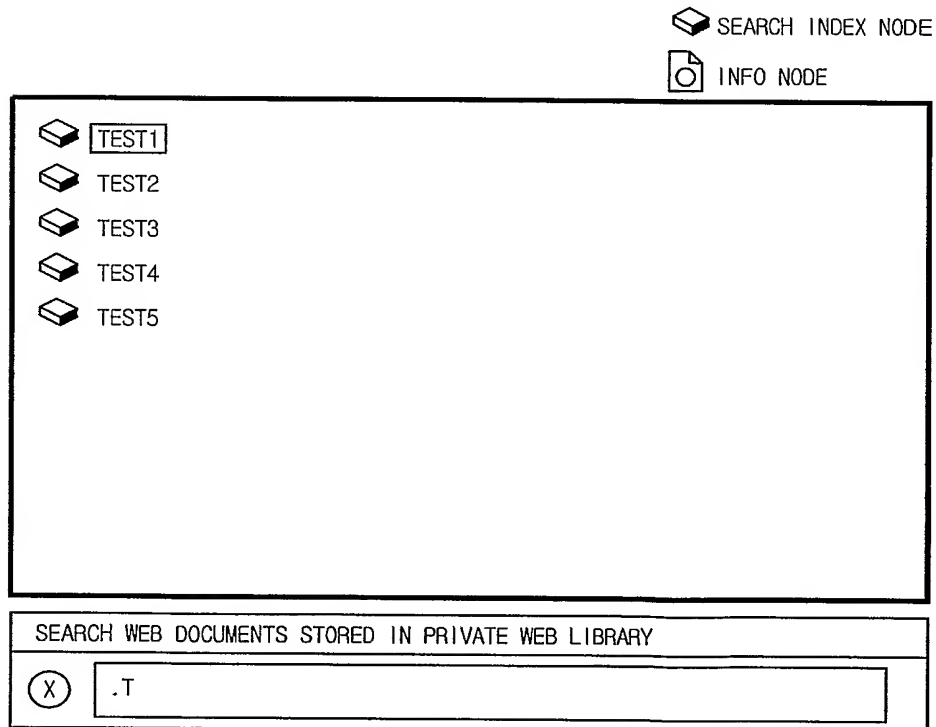 SEARCH INDEX NODE
INFO NODE
TEST1
TEST2
TEST3
TEST4
TEST5
SEARCH WEB DOCUMENTS STORED IN PRIVATE WEB LIBRARY
X .T